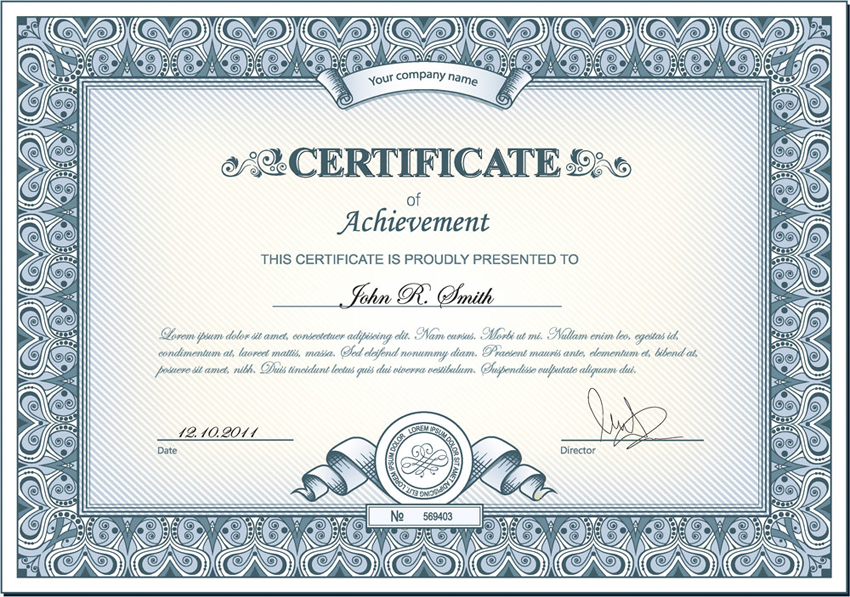 Your company name
CERTIFICATE
of
Achievement
THIS CERTIFICATE IS PROUDLY PRESENTED TO
John R. Smith
Lorem ipsum dolor sit amet, consectetuer adipiscing elit. Nam cursus. Morbi ut mi. Nullam enim leo, egestas id,
condimentum at, laoreet mattis, massa. Sed eleifend nonummy diam. Praesent mauris ante, elementum et, bibend at,
posuere sit amet, nibh. Duis tincidunt lectus quis dui viverra vestibulum. Suspendisse vulputate aliquam dui.
12.10.2011
Date
Director
LOREM IPSUM DOLOR SIT AMET, ADIPISCING ELIT. LOREM IPSUM DOLOR
№ 569403